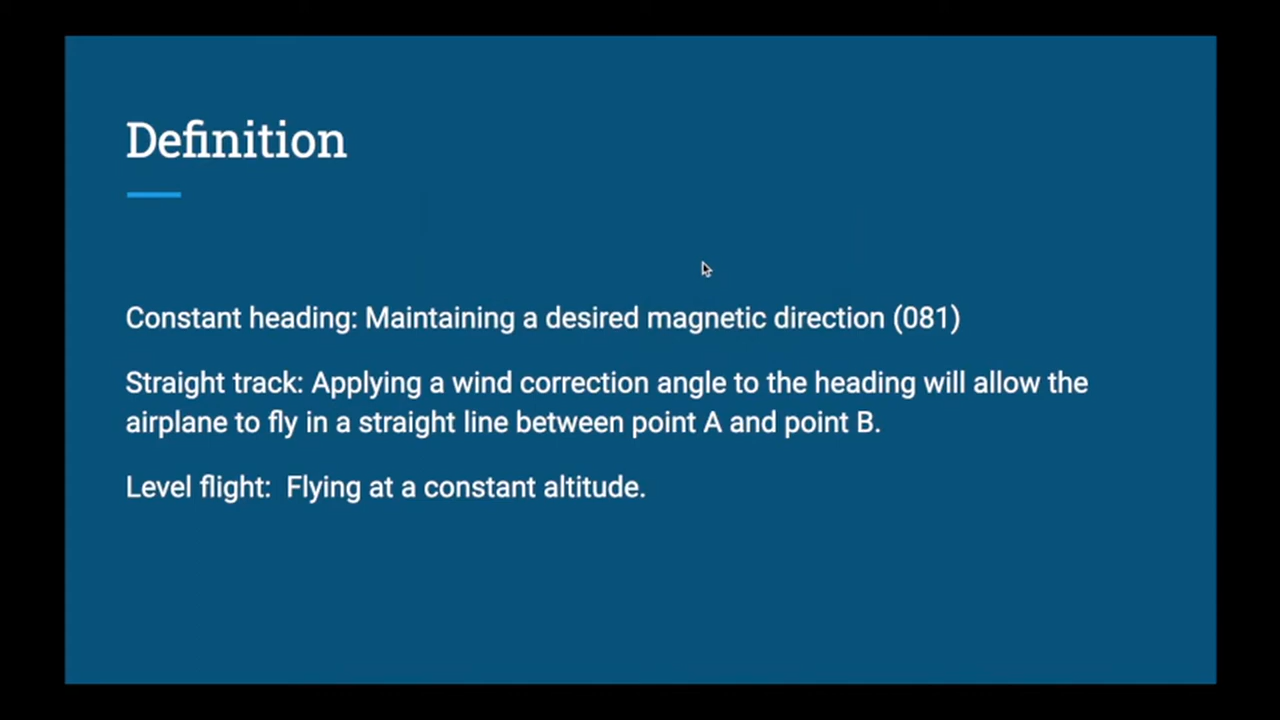 Definition
Constant heading: Maintaining a desired magnetic direction (081)
Straight track: Applying a wind correction angle to the heading will allow the
airplane to fly in a straight line between point A and point B.
Level flight:  Flying at a constant altitude.